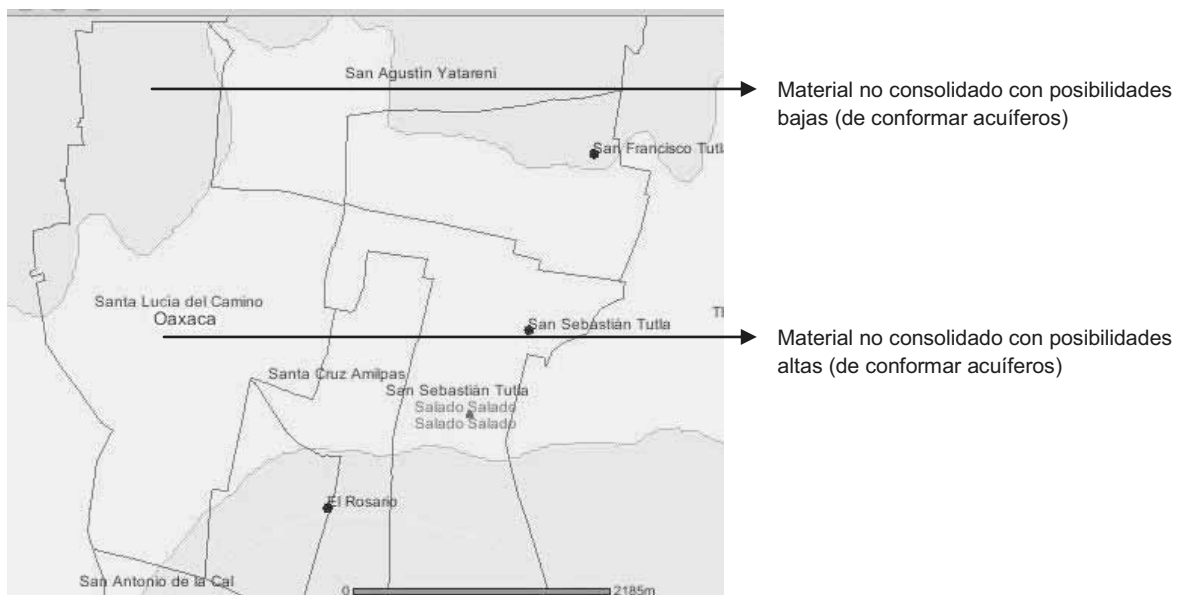 San Agustín Yatareni
Material no consolidado con posibilidades
bajas (de conformar acuíferos)
San Francisco Tutl
Santa Lucia del Camino
Oaxaca
San Sebastián Tutla
Material no consolidado con posibilidades
altas (de conformar acuíferos)
Santa Cruz Amilpas
San Sebastián Tutla
Salado Salado
Salado Salado
El Rosario
San Antonio de la Cal
0
2185m